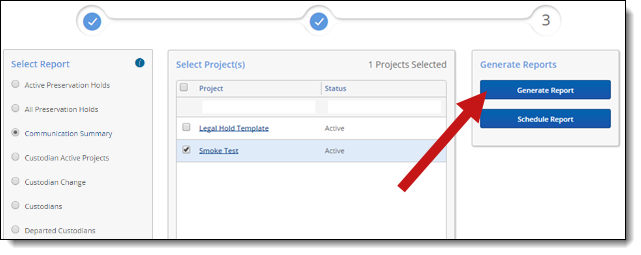 3
Select Report
Active Preservation Holds
All Preservation Holds
Communication Summary
Custodian Active Projects
Custodian Change
Custodians
Departed Custodians
Select Project(s) 1 Projects Selected
Project Status
Legal Hold Template Active
Smoke Test Active
Generate Reports
Generate Report
Schedule Report